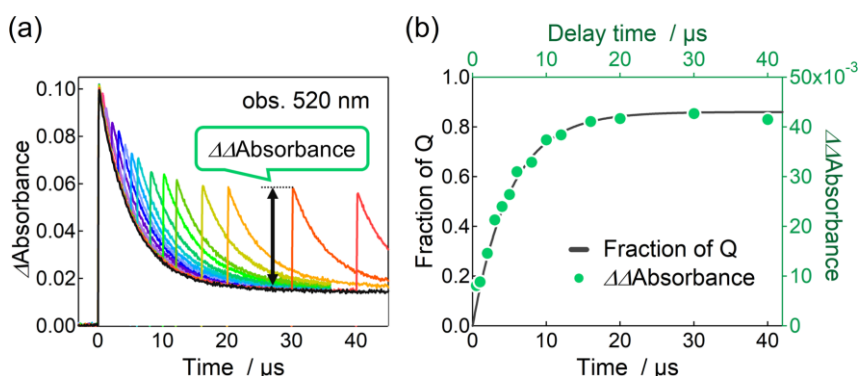 (a)
obs. 520 nm
ΔΔAbsorbance
ΔAbsorbance
0.10
0.08
0.06
0.04
0.02
0.00
0
10
20
30
40
Time / μs
(b)
Delay time / μs
0
10
20
30
40
Fraction of Q
1.0
0.8
0.6
0.4
0.2
0.0
50x10⁻³
40
30
20
10
0
ΔΔAbsorbance
Fraction of Q
ΔΔAbsorbance
0
10
20
30
40
Time / μs